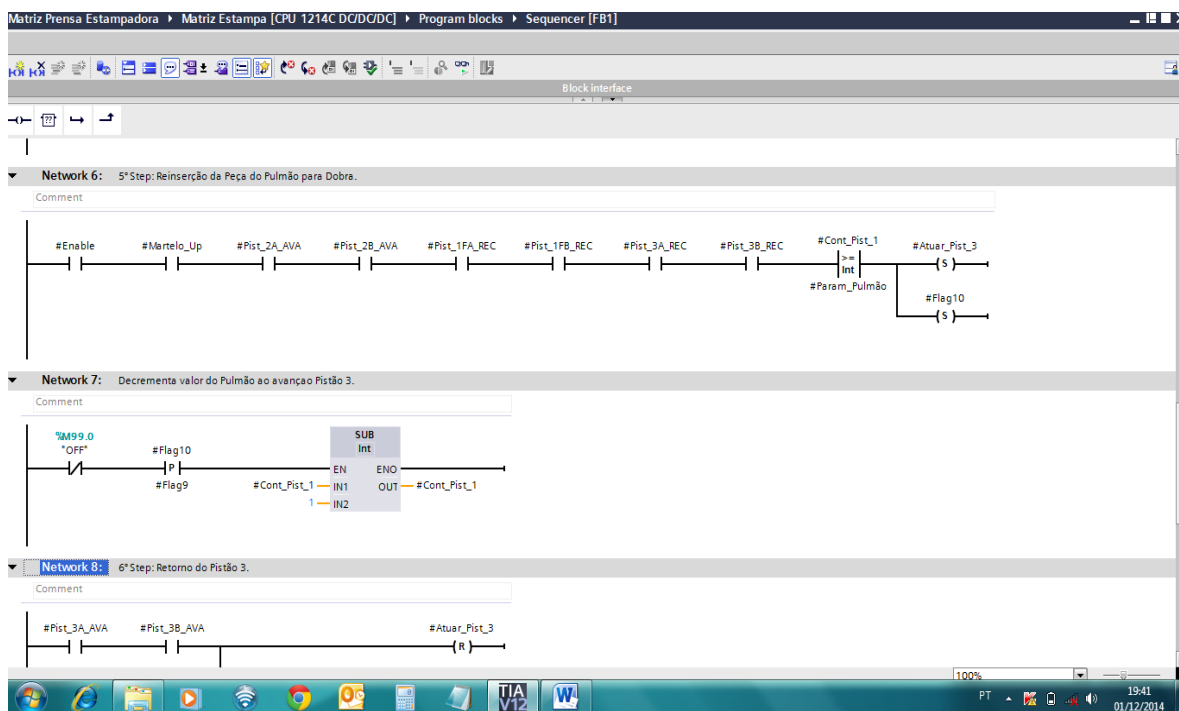 Matriz Prensa Estampadora ▸ Matriz Estampa [CPU 1214C DC/DC/DC] ▸ Program blocks ▸ Sequencer [FB1]
Block interface
??
Network 6: 5°Step: Reinserção da Peça do Pulmão para Dobra.
Comment
#Enable #Martelo_Up #Pist_2A_AVA #Pist_2B_AVA #Pist_1FA_REC #Pist_1FB_REC #Pist_3A_REC #Pist_3B_REC #Cont_Pist_1 #Atuar_Pist_3
>= S
Int
#Param_Pulmão
#Flag10
S
Network 7: Decrementa valor do Pulmão ao avançao Pistão 3.
Comment
%M99.0
"OFF" #Flag10
P
#Flag9
SUB
Int
EN ENO
#Cont_Pist_1 IN1 OUT #Cont_Pist_1
1 IN2
Network 8: 6°Step: Retorno do Pistão 3.
Comment
#Pist_3A_AVA #Pist_3B_AVA #Atuar_Pist_3
R
100%
TIA
V12
W
PT
19:41
01/12/2014